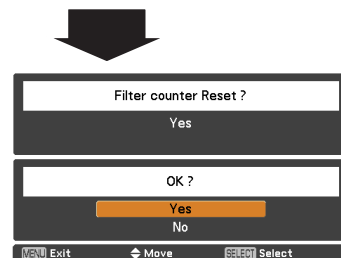 Filter counter Reset ?
Yes
OK ?
Yes
No
MENU Exit Move SELECT Select